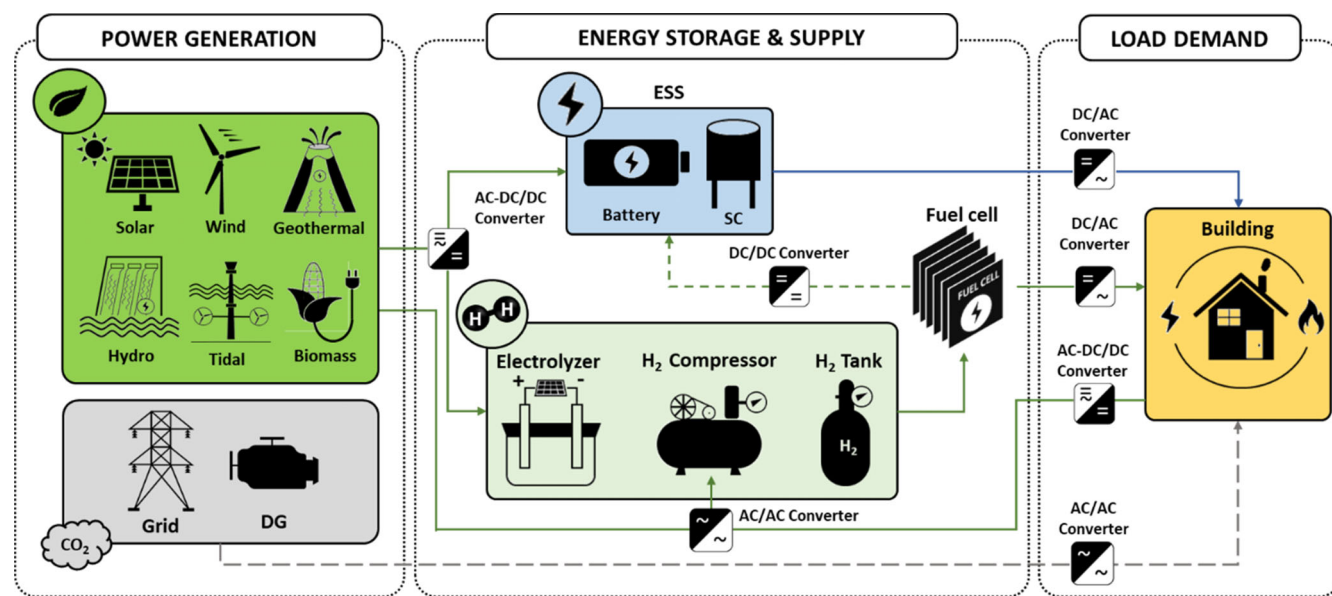 POWER GENERATION
ENERGY STORAGE & SUPPLY
LOAD DEMAND
Solar
Wind
Geothermal
Hydro
Tidal
Biomass
Grid
DG
CO2
AC-DC/DC
Converter
ESS
Battery
SC
DC/DC Converter
Fuel cell
FUEL CELL
H H
Electrolyzer
+ -
H2 Compressor
H2 Tank
H2
AC/AC Converter
DC/AC
Converter
DC/AC
Converter
Building
AC-DC/DC
Converter
AC/AC
Converter